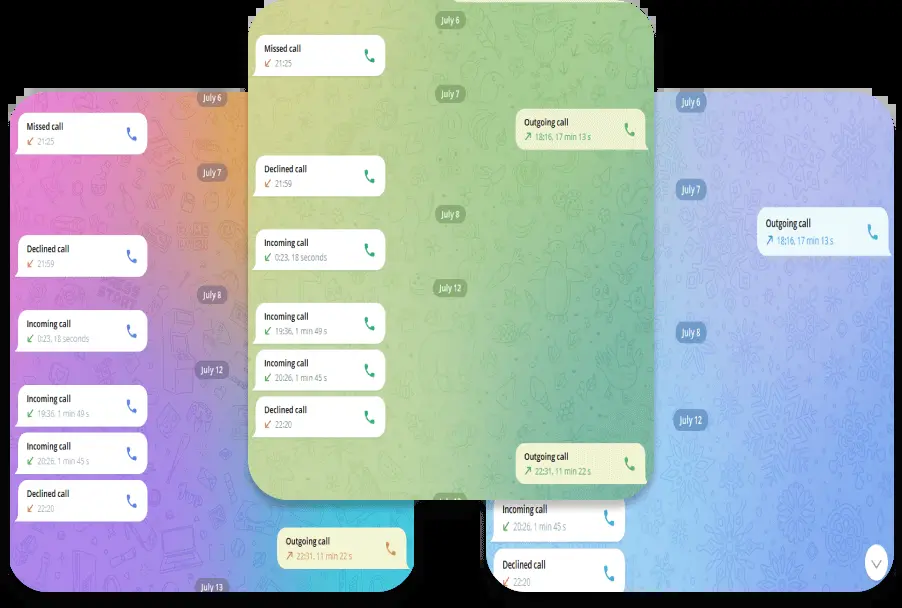 July 6
Missed call
21:25
July 7
Declined call
21:59
July 8
Incoming call
0:23, 18 seconds
July 12
Incoming call
19:36, 1 min 49 s
Incoming call
20:26, 1 min 45 s
Declined call
22:20
Outgoing call
22:31, 11 min 22 s
July 13
July 6
Missed call
21:25
July 7
Outgoing call
18:16, 17 min 13 s
Declined call
21:59
July 8
Incoming call
0:23, 18 seconds
July 12
Incoming call
19:36, 1 min 49 s
Incoming call
20:26, 1 min 45 s
Declined call
22:20
Outgoing call
22:31, 11 min 22 s
July 6
July 7
Outgoing call
18:16, 17 min 13 s
July 8
July 12
Incoming call
20:26, 1 min 45 s
Declined call
22:20